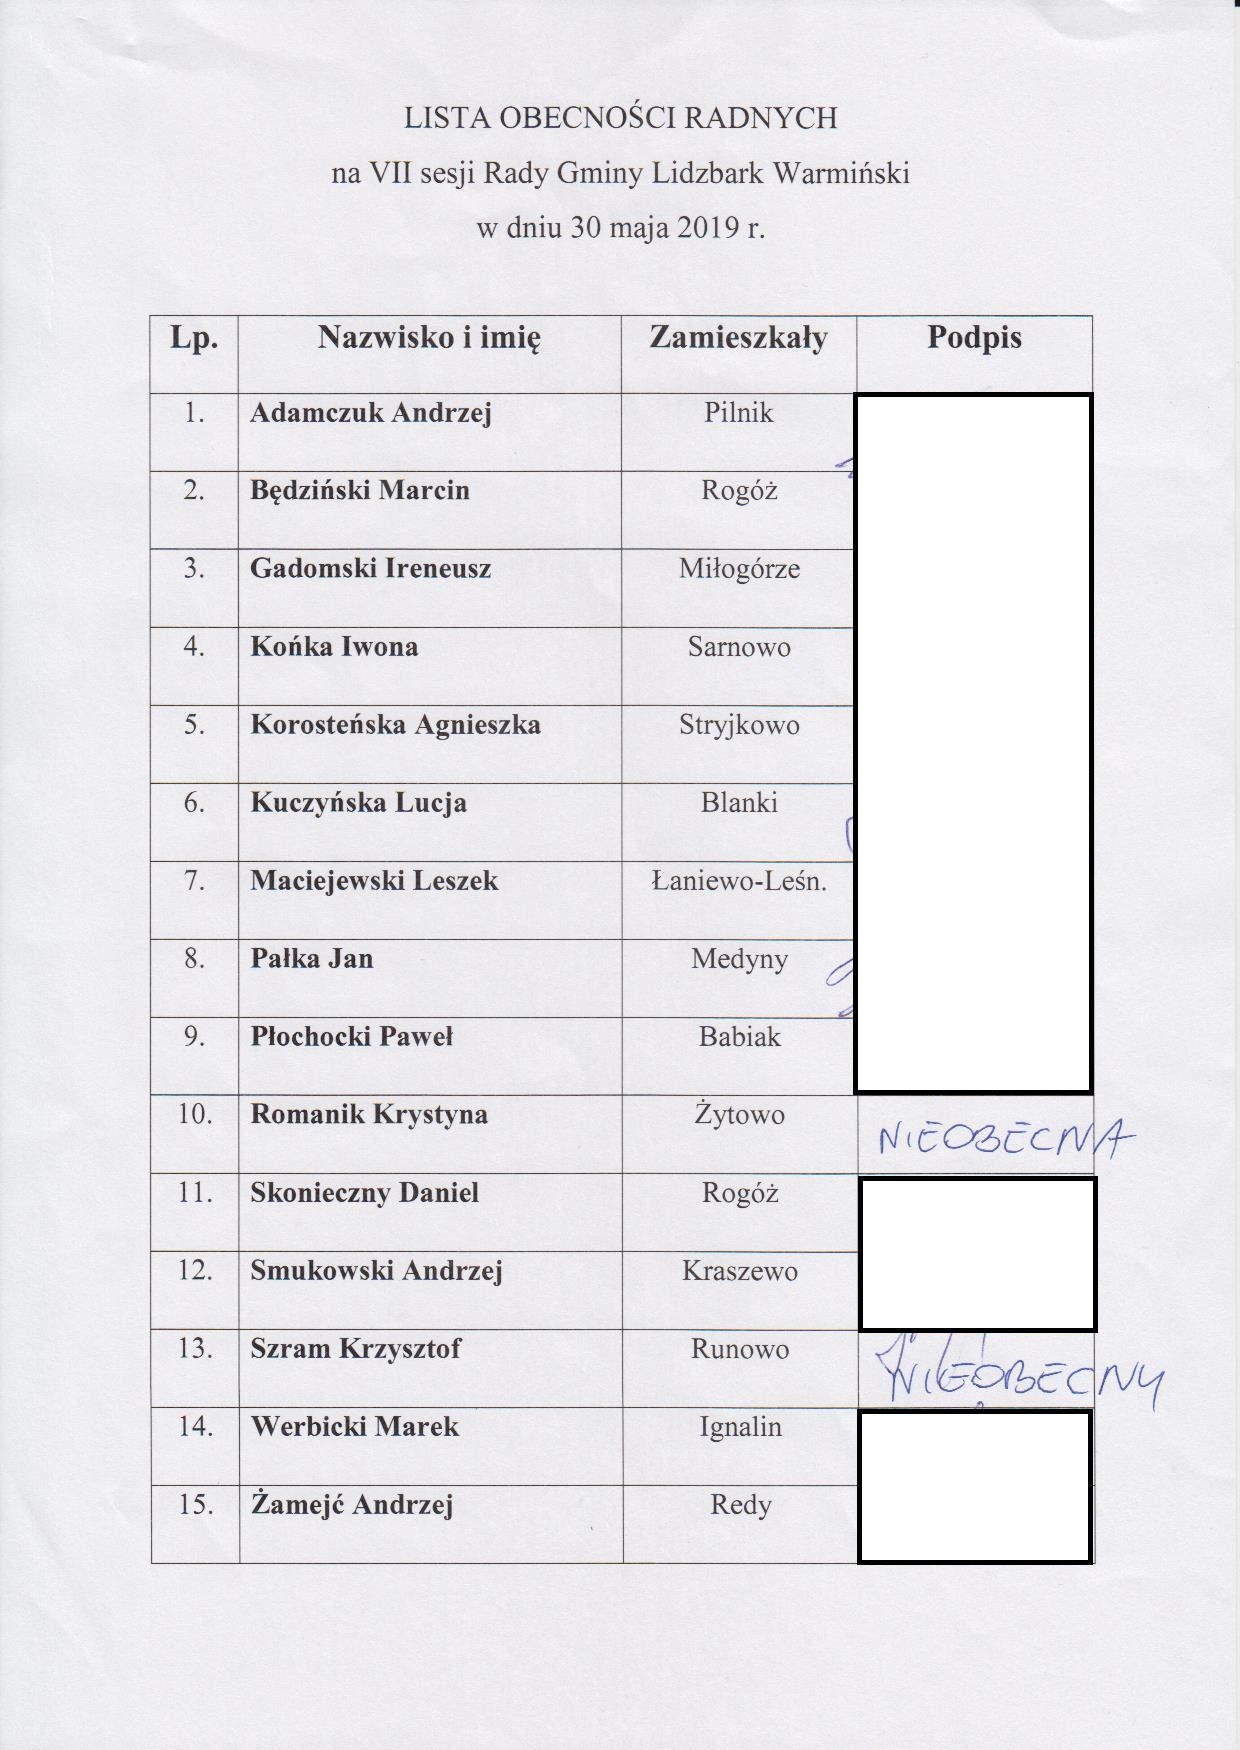 LISTA OBECNOŚCI RADNYCH
na VII sesji Rady Gminy Lidzbark Warmiński
w dniu 30 maja 2019 r.
Lp. Nazwisko i imię Zamieszkały Podpis
1. Adamczuk Andrzej Pilnik
2. Będziński Marcin Rogóż
3. Gadomski Ireneusz Miłogórze
4. Końka Iwona Sarnowo
5. Korosteńska Agnieszka Stryjkowo
6. Kuczyńska Lucja Blanki
7. Maciejewski Leszek Łaniewo-Leśn.
8. Pałka Jan Medyny
9. Płochocki Paweł Babiak
10. Romanik Krystyna Żytowo NIEOBECNA
11. Skonieczny Daniel Rogóż
12. Smukowski Andrzej Kraszewo
13. Szram Krzysztof Runowo NIEOBECNY
14. Werbicki Marek Ignalin
15. Żamejć Andrzej Redy